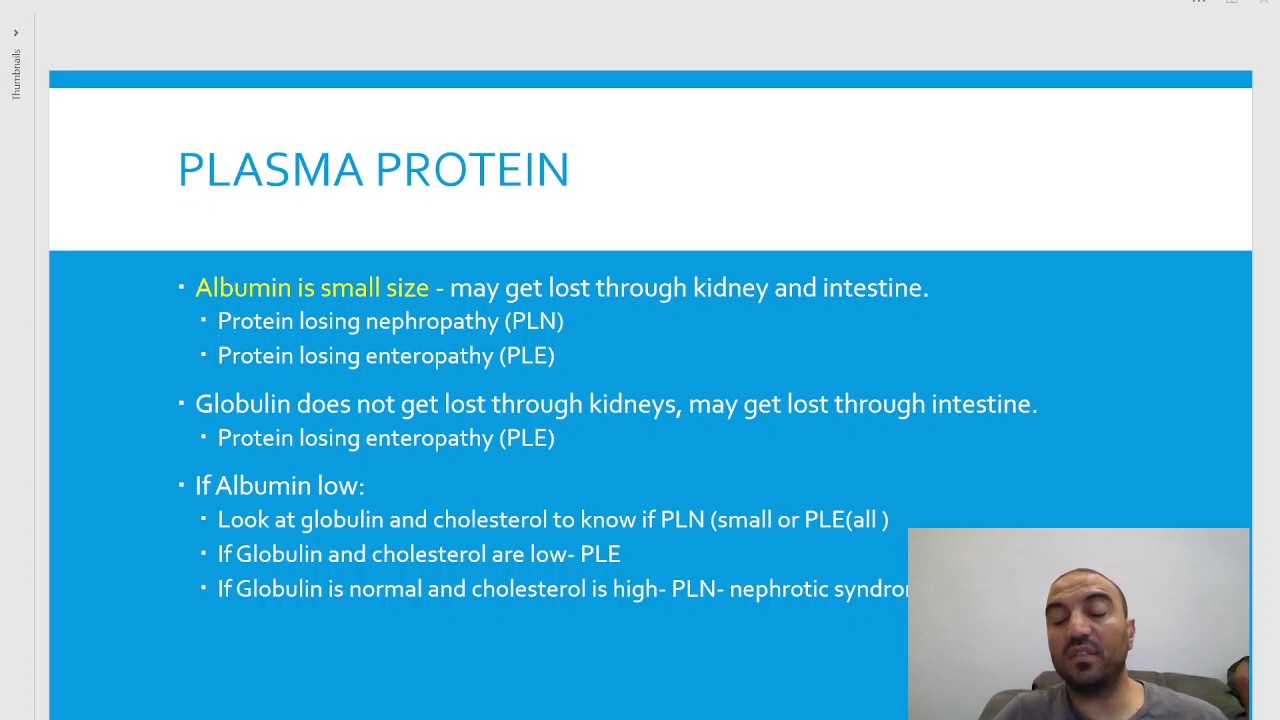 Thumbnails
PLASMA PROTEIN
▪ Albumin is small size - may get lost through kidney and intestine.
▪ Protein losing nephropathy (PLN)
▪ Protein losing enteropathy (PLE)
▪ Globulin does not get lost through kidneys, may get lost through intestine.
▪ Protein losing enteropathy (PLE)
▪ If Albumin low:
▪ Look at globulin and cholesterol to know if PLN (small or PLE(all )
▪ If Globulin and cholesterol are low- PLE
▪ If Globulin is normal and cholesterol is high- PLN- nephrotic